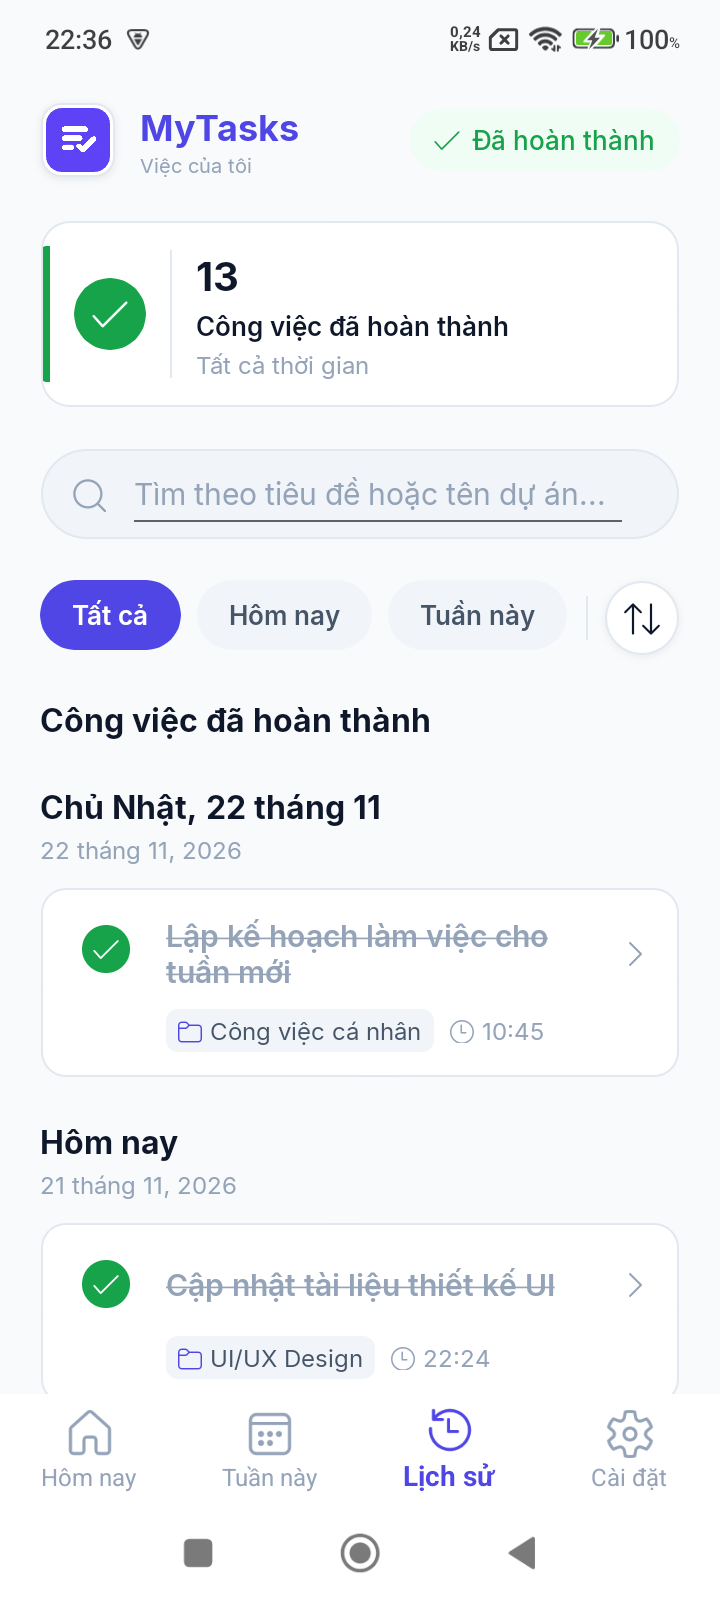 22:36
0,24
KB/s
100%
MyTasks
Việc của tôi
Đã hoàn thành
13
Công việc đã hoàn thành
Tất cả thời gian
Tìm theo tiêu đề hoặc tên dự án...
Tất cả
Hôm nay
Tuần này
Công việc đã hoàn thành
Chủ Nhật, 22 tháng 11
22 tháng 11, 2026
Lập kế hoạch làm việc cho
tuần mới
Công việc cá nhân
10:45
Hôm nay
21 tháng 11, 2026
Cập nhật tài liệu thiết kế UI
UI/UX Design
22:24
Hôm nay
Tuần này
Lịch sử
Cài đặt